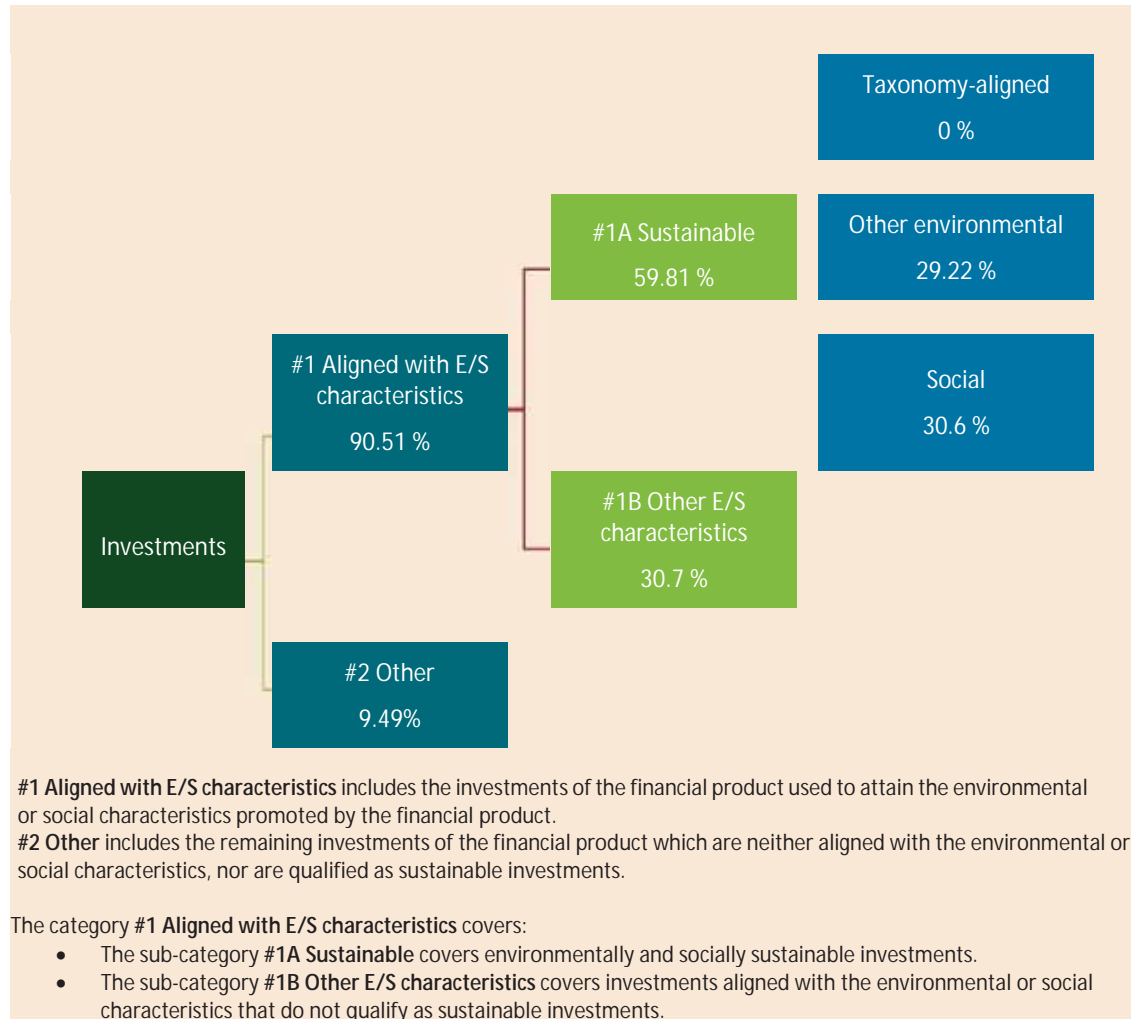 Taxonomy-aligned
0 %
#1A Sustainable
59.81 %
Other environmental
29.22 %
#1 Aligned with E/S
characteristics
90.51 %
Social
30.6 %
Investments
#1B Other E/S
characteristics
30.7 %
#2 Other
9.49%
#1 Aligned with E/S characteristics includes the investments of the financial product used to attain the environmental
or social characteristics promoted by the financial product.
#2 Other includes the remaining investments of the financial product which are neither aligned with the environmental or
social characteristics, nor are qualified as sustainable investments.
The category #1 Aligned with E/S characteristics covers:
• The sub-category #1A Sustainable covers environmentally and socially sustainable investments.
• The sub-category #1B Other E/S characteristics covers investments aligned with the environmental or social
characteristics that do not qualify as sustainable investments.